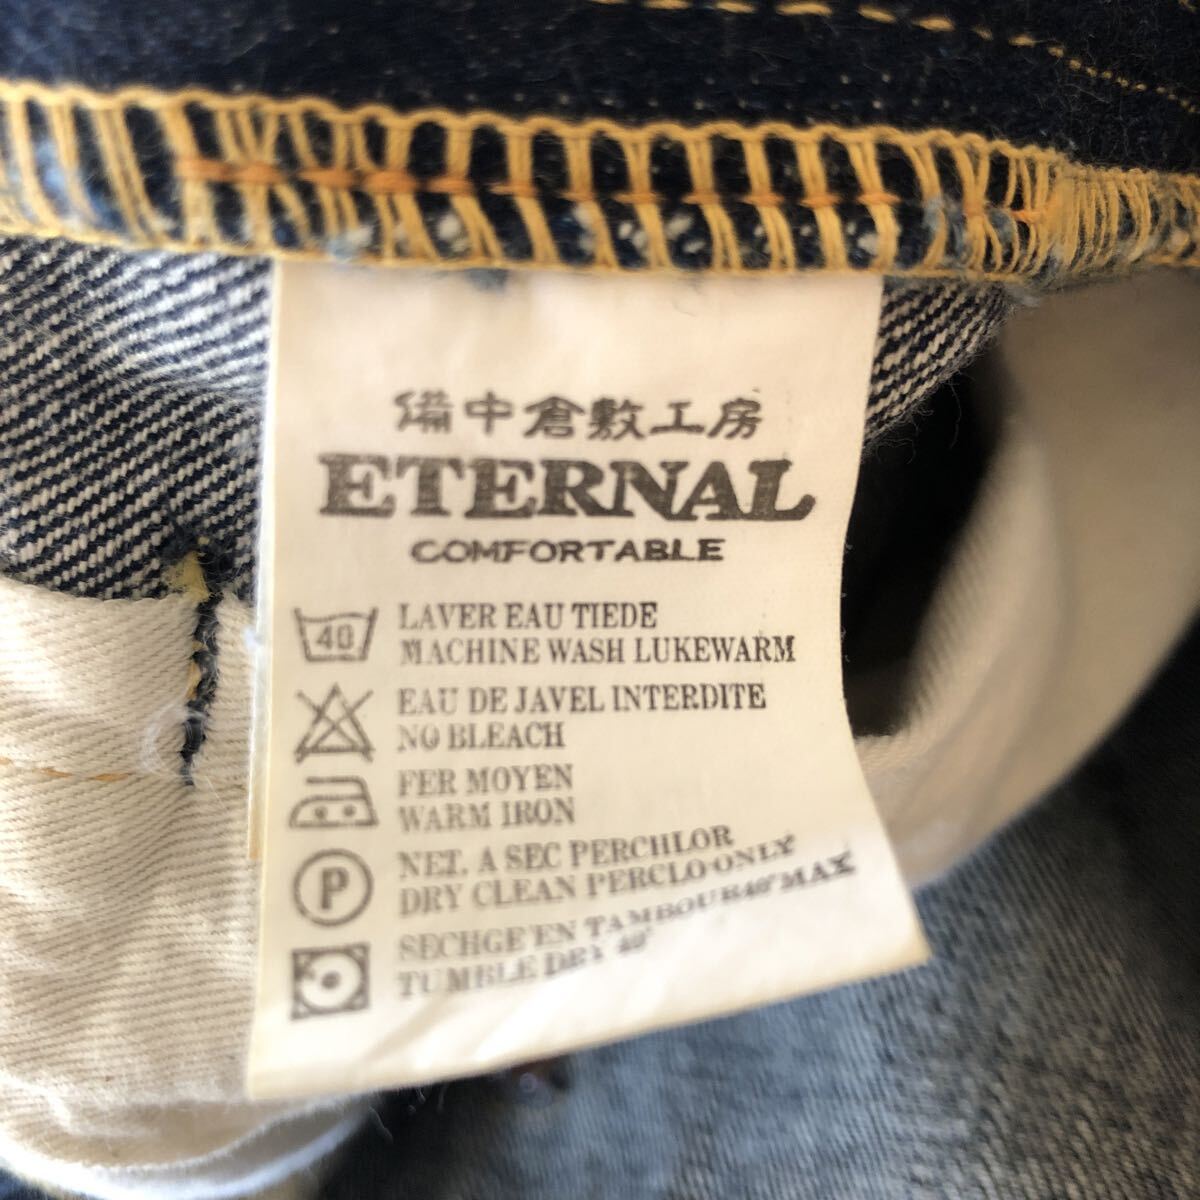 備中倉敷工房
ETERNAL
COMFORTABLE
40
LAVER EAU TIEDE
MACHINE WASH LUKEWARM
EAU DE JAVEL INTERDITE
NO BLEACH
FER MOYEN
WARM IRON
P
NET. A SEC PERCHLOR
DRY CLEAN PERCLO-ONLY
SECHGE'EN TAMBOUR40°MAX
TUMBLE DRY 40°